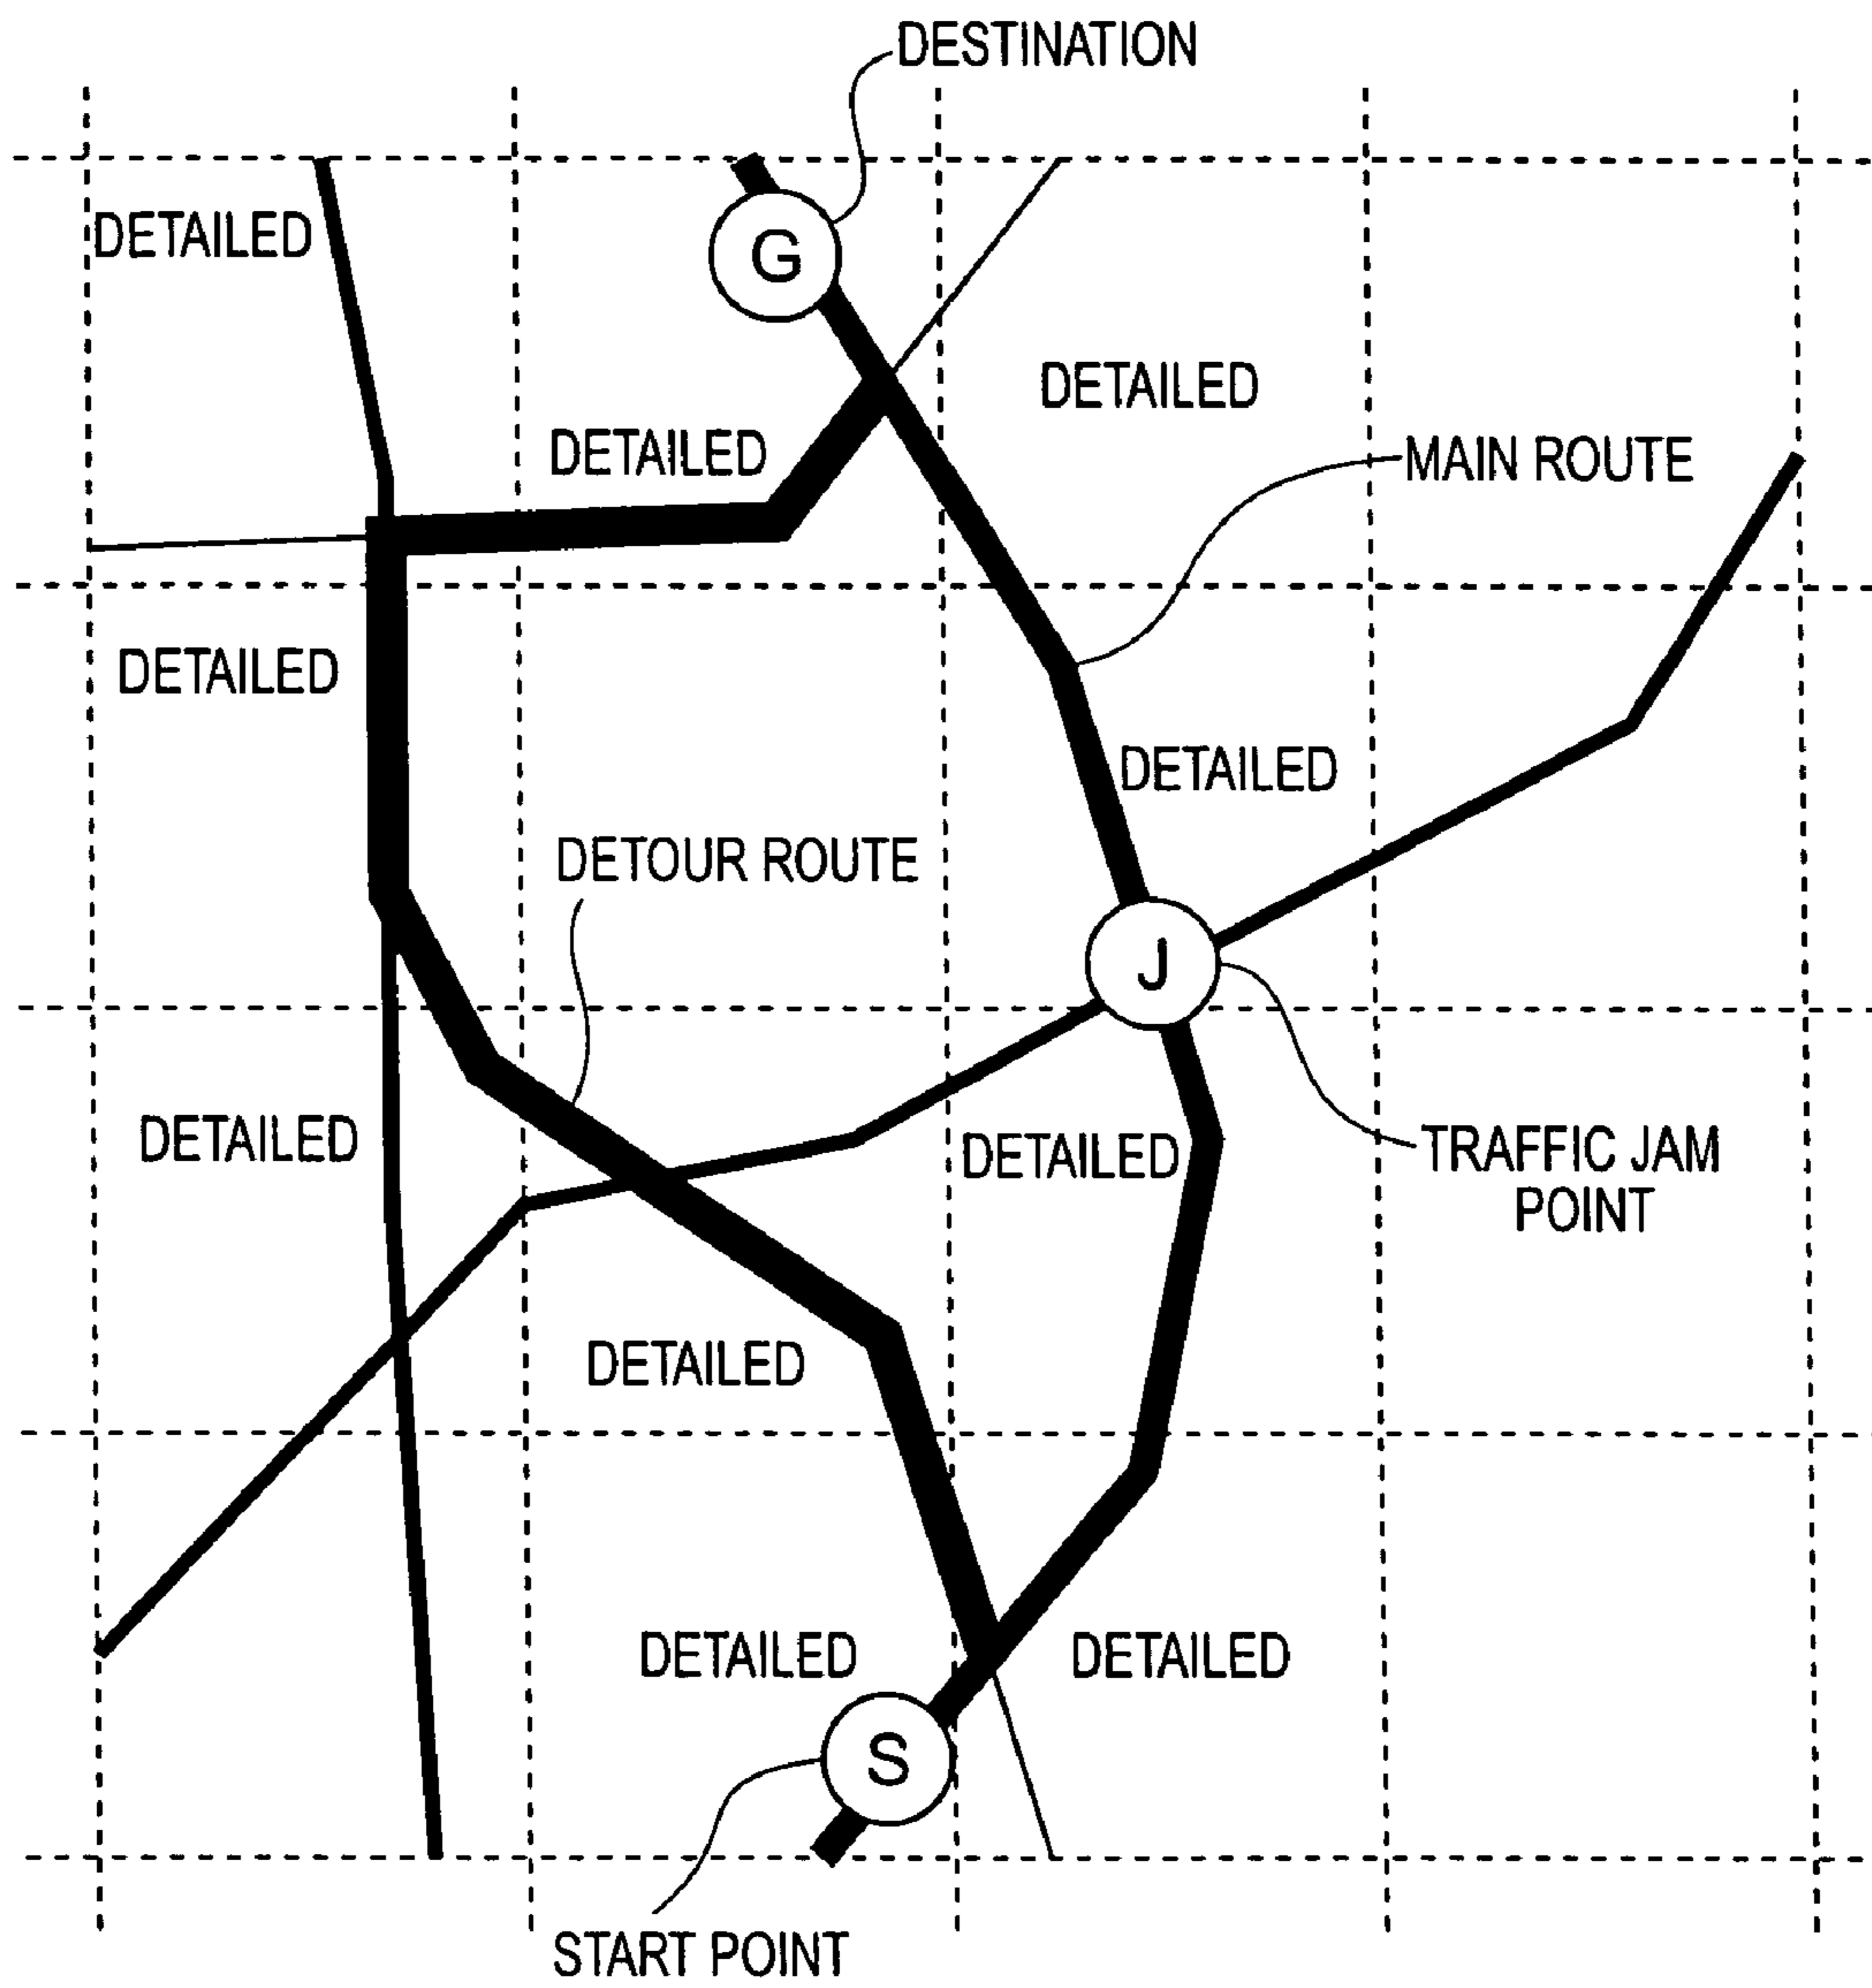 DESTINATION
DETAILED
G
DETAILED
DETAILED
MAIN ROUTE
DETAILED
DETAILED
DETOUR ROUTE
J
DETAILED
DETAILED
TRAFFIC JAM
POINT
DETAILED
DETAILED
DETAILED
S
START POINT